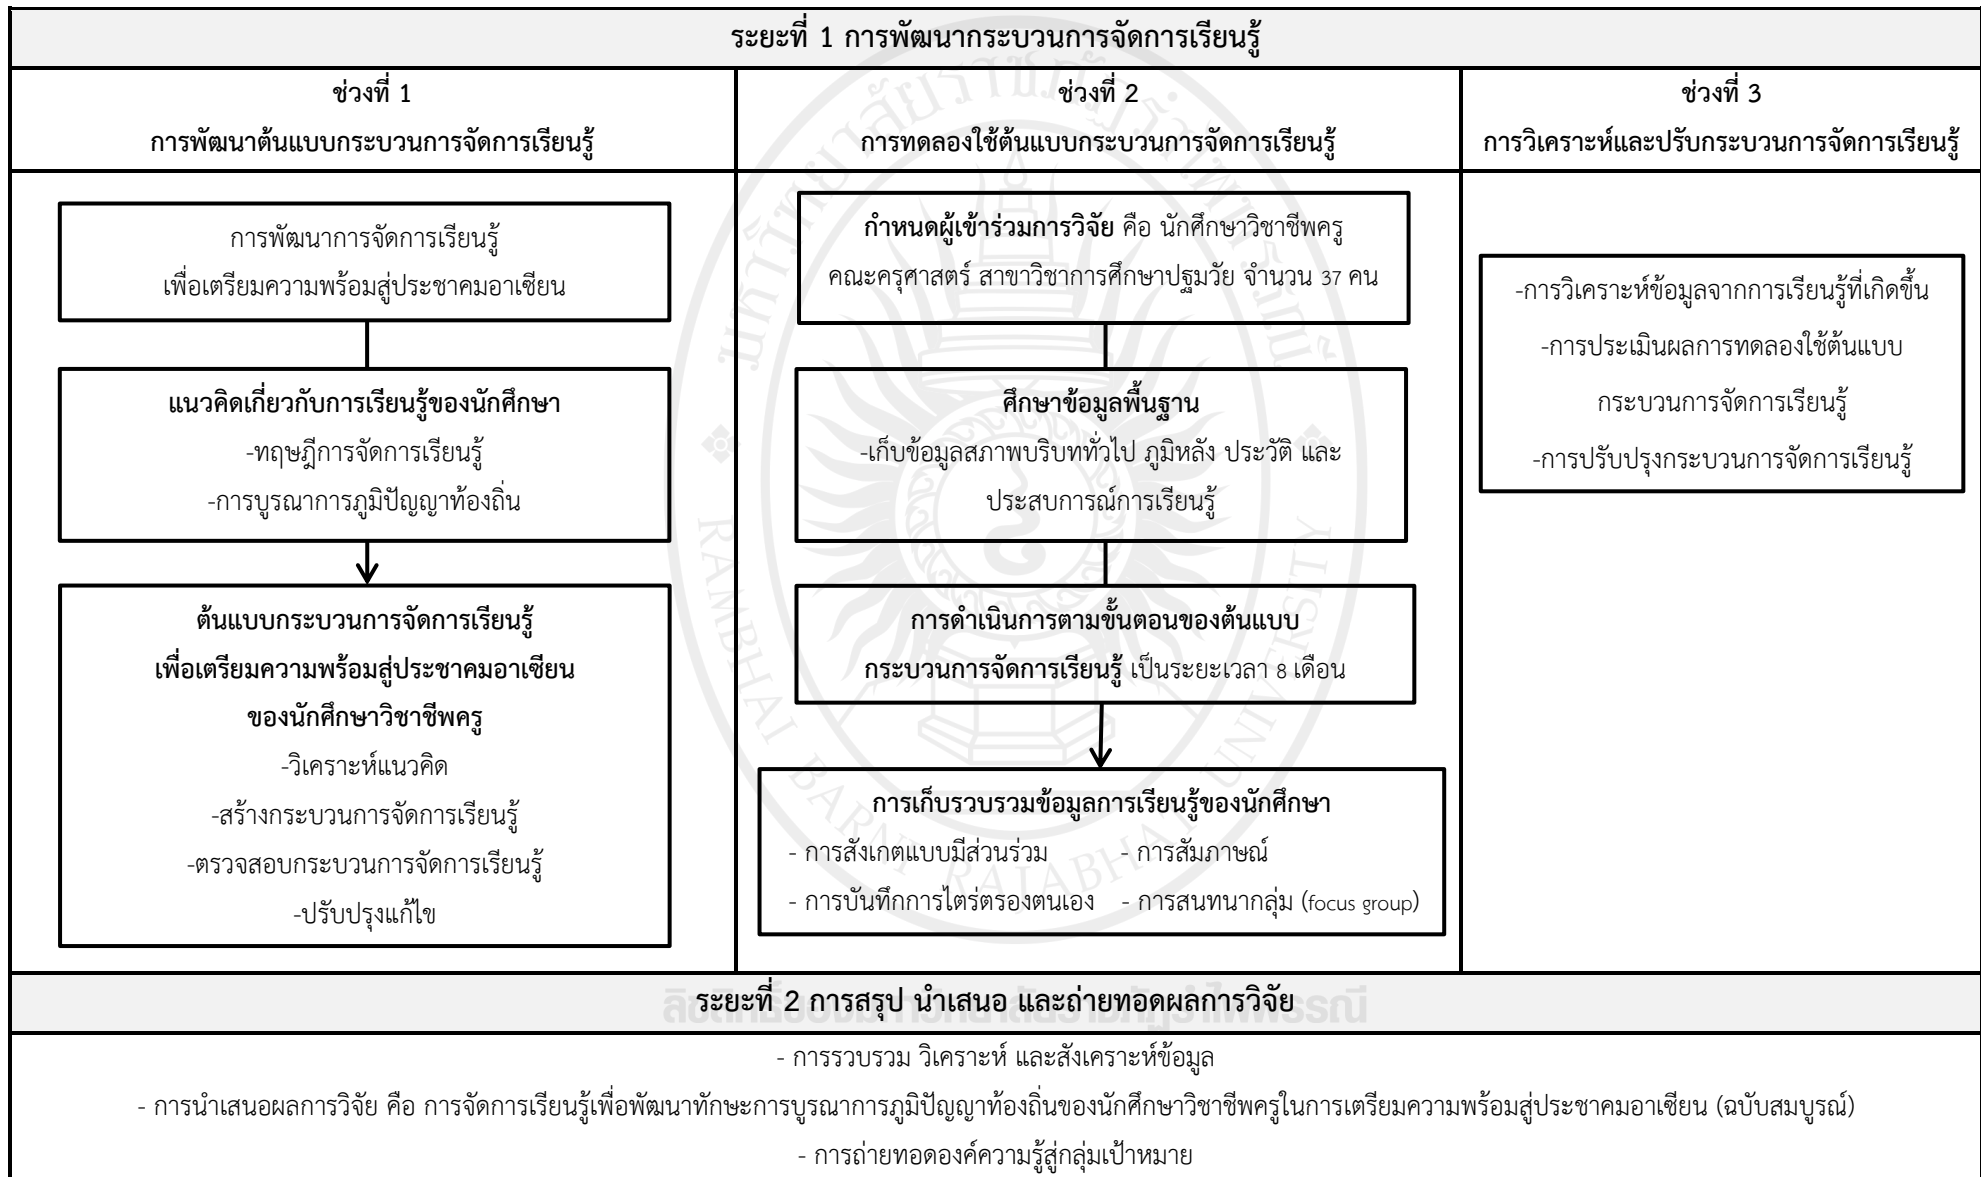 ระยะที่ 1 การพัฒนากระบวนการจัดการเรียนรู้
ช่วงที่ 1
การพัฒนาต้นแบบกระบวนการจัดการเรียนรู้
ช่วงที่ 2
การทดลองใช้ต้นแบบกระบวนการจัดการเรียนรู้
ช่วงที่ 3
การวิเคราะห์และปรับกระบวนการจัดการเรียนรู้
การพัฒนาการจัดการเรียนรู้
เพื่อเตรียมความพร้อมสู่ประชาคมอาเซียน
แนวคิดเกี่ยวกับการเรียนรู้ของนักศึกษา
-ทฤษฎีการจัดการเรียนรู้
-การบูรณาการภูมิปัญญาท้องถิ่น
ต้นแบบกระบวนการจัดการเรียนรู้
เพื่อเตรียมความพร้อมสู่ประชาคมอาเซียน
ของนักศึกษาวิชาชีพครู
-วิเคราะห์แนวคิด
-สร้างกระบวนการจัดการเรียนรู้
-ตรวจสอบกระบวนการจัดการเรียนรู้
-ปรับปรุงแก้ไข
กำหนดผู้เข้าร่วมการวิจัย คือ นักศึกษาวิชาชีพครู
คณะครุศาสตร์ สาขาวิชาการศึกษาปฐมวัย จำนวน 37 คน
ศึกษาข้อมูลพื้นฐาน
-เก็บข้อมูลสภาพบริบททั่วไป ภูมิหลัง ประวัติ และ
ประสบการณ์การเรียนรู้
การดำเนินการตามขั้นตอนของต้นแบบ
กระบวนการจัดการเรียนรู้ เป็นระยะเวลา 8 เดือน
การเก็บรวบรวมข้อมูลการเรียนรู้ของนักศึกษา
- การสังเกตแบบมีส่วนร่วม - การสัมภาษณ์
- การบันทึกการไตร่ตรองตนเอง - การสนทนากลุ่ม (focus group)
-การวิเคราะห์ข้อมูลจากการเรียนรู้ที่เกิดขึ้น
-การประเมินผลการทดลองใช้ต้นแบบ
กระบวนการจัดการเรียนรู้
-การปรับปรุงกระบวนการจัดการเรียนรู้
ระยะที่ 2 การสรุป นำเสนอ และถ่ายทอดผลการวิจัย
- การรวบรวม วิเคราะห์ และสังเคราะห์ข้อมูล
- การนำเสนอผลการวิจัย คือ การจัดการเรียนรู้เพื่อพัฒนาทักษะการบูรณาการภูมิปัญญาท้องถิ่นของนักศึกษาวิชาชีพครูในการเตรียมความพร้อมสู่ประชาคมอาเซียน (ฉบับสมบูรณ์)
- การถ่ายทอดองค์ความรู้สู่กลุ่มเป้าหมาย
มหาวิทยาลัยราชภัฏรำไพพรรณี
RAMBHAI BARNI RAJABHAT UNIVERSITY